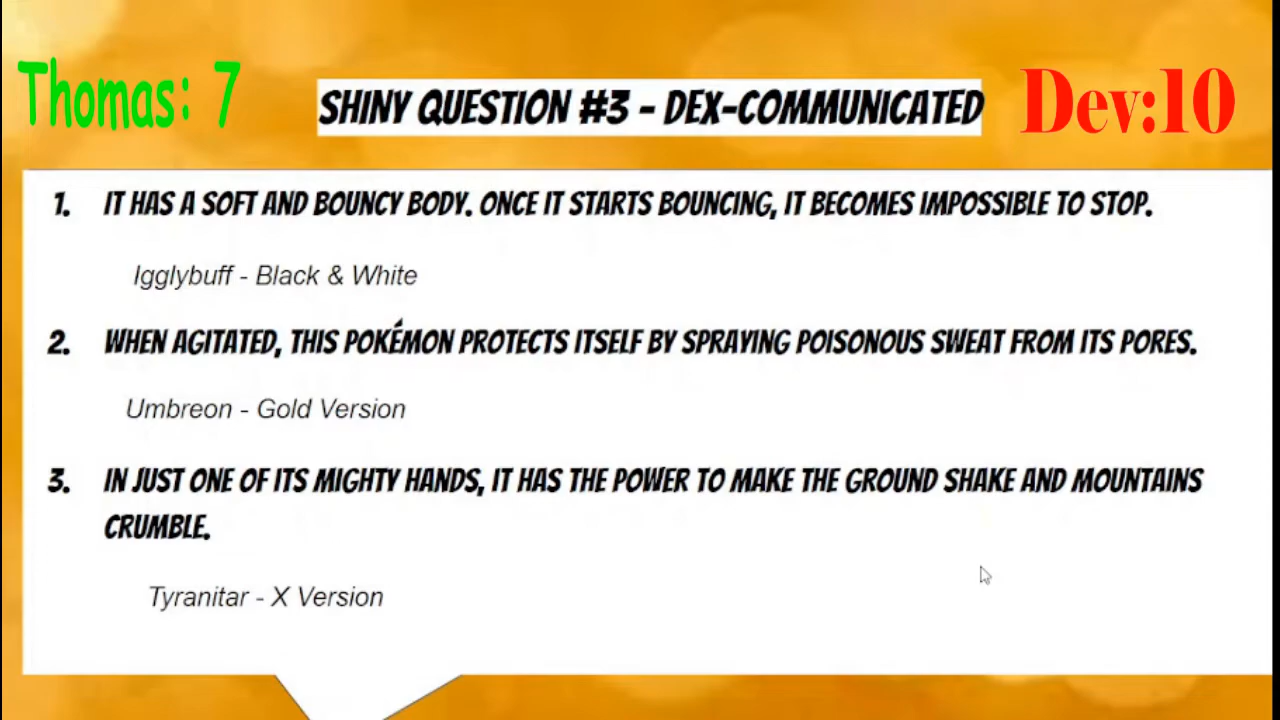 Thomas: 7
SHINY QUESTION #3 - DEX-COMMUNICATED
Dev:10
1. IT HAS A SOFT AND BOUNCY BODY. ONCE IT STARTS BOUNCING, IT BECOMES IMPOSSIBLE TO STOP.
Igglybuff - Black & White
2. WHEN AGITATED, THIS POKÉMON PROTECTS ITSELF BY SPRAYING POISONOUS SWEAT FROM ITS PORES.
Umbreon - Gold Version
3. IN JUST ONE OF ITS MIGHTY HANDS, IT HAS THE POWER TO MAKE THE GROUND SHAKE AND MOUNTAINS
CRUMBLE.
Tyranitar - X Version